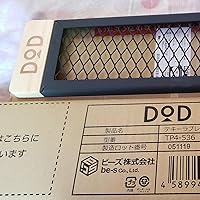 DOD
DOD
はこちらに
います
製品名 テキーラプレ
型番 TP4-536
製造ロット番号 051119
ビーズ株式会社
be-s Co., Ltd.
4 58994